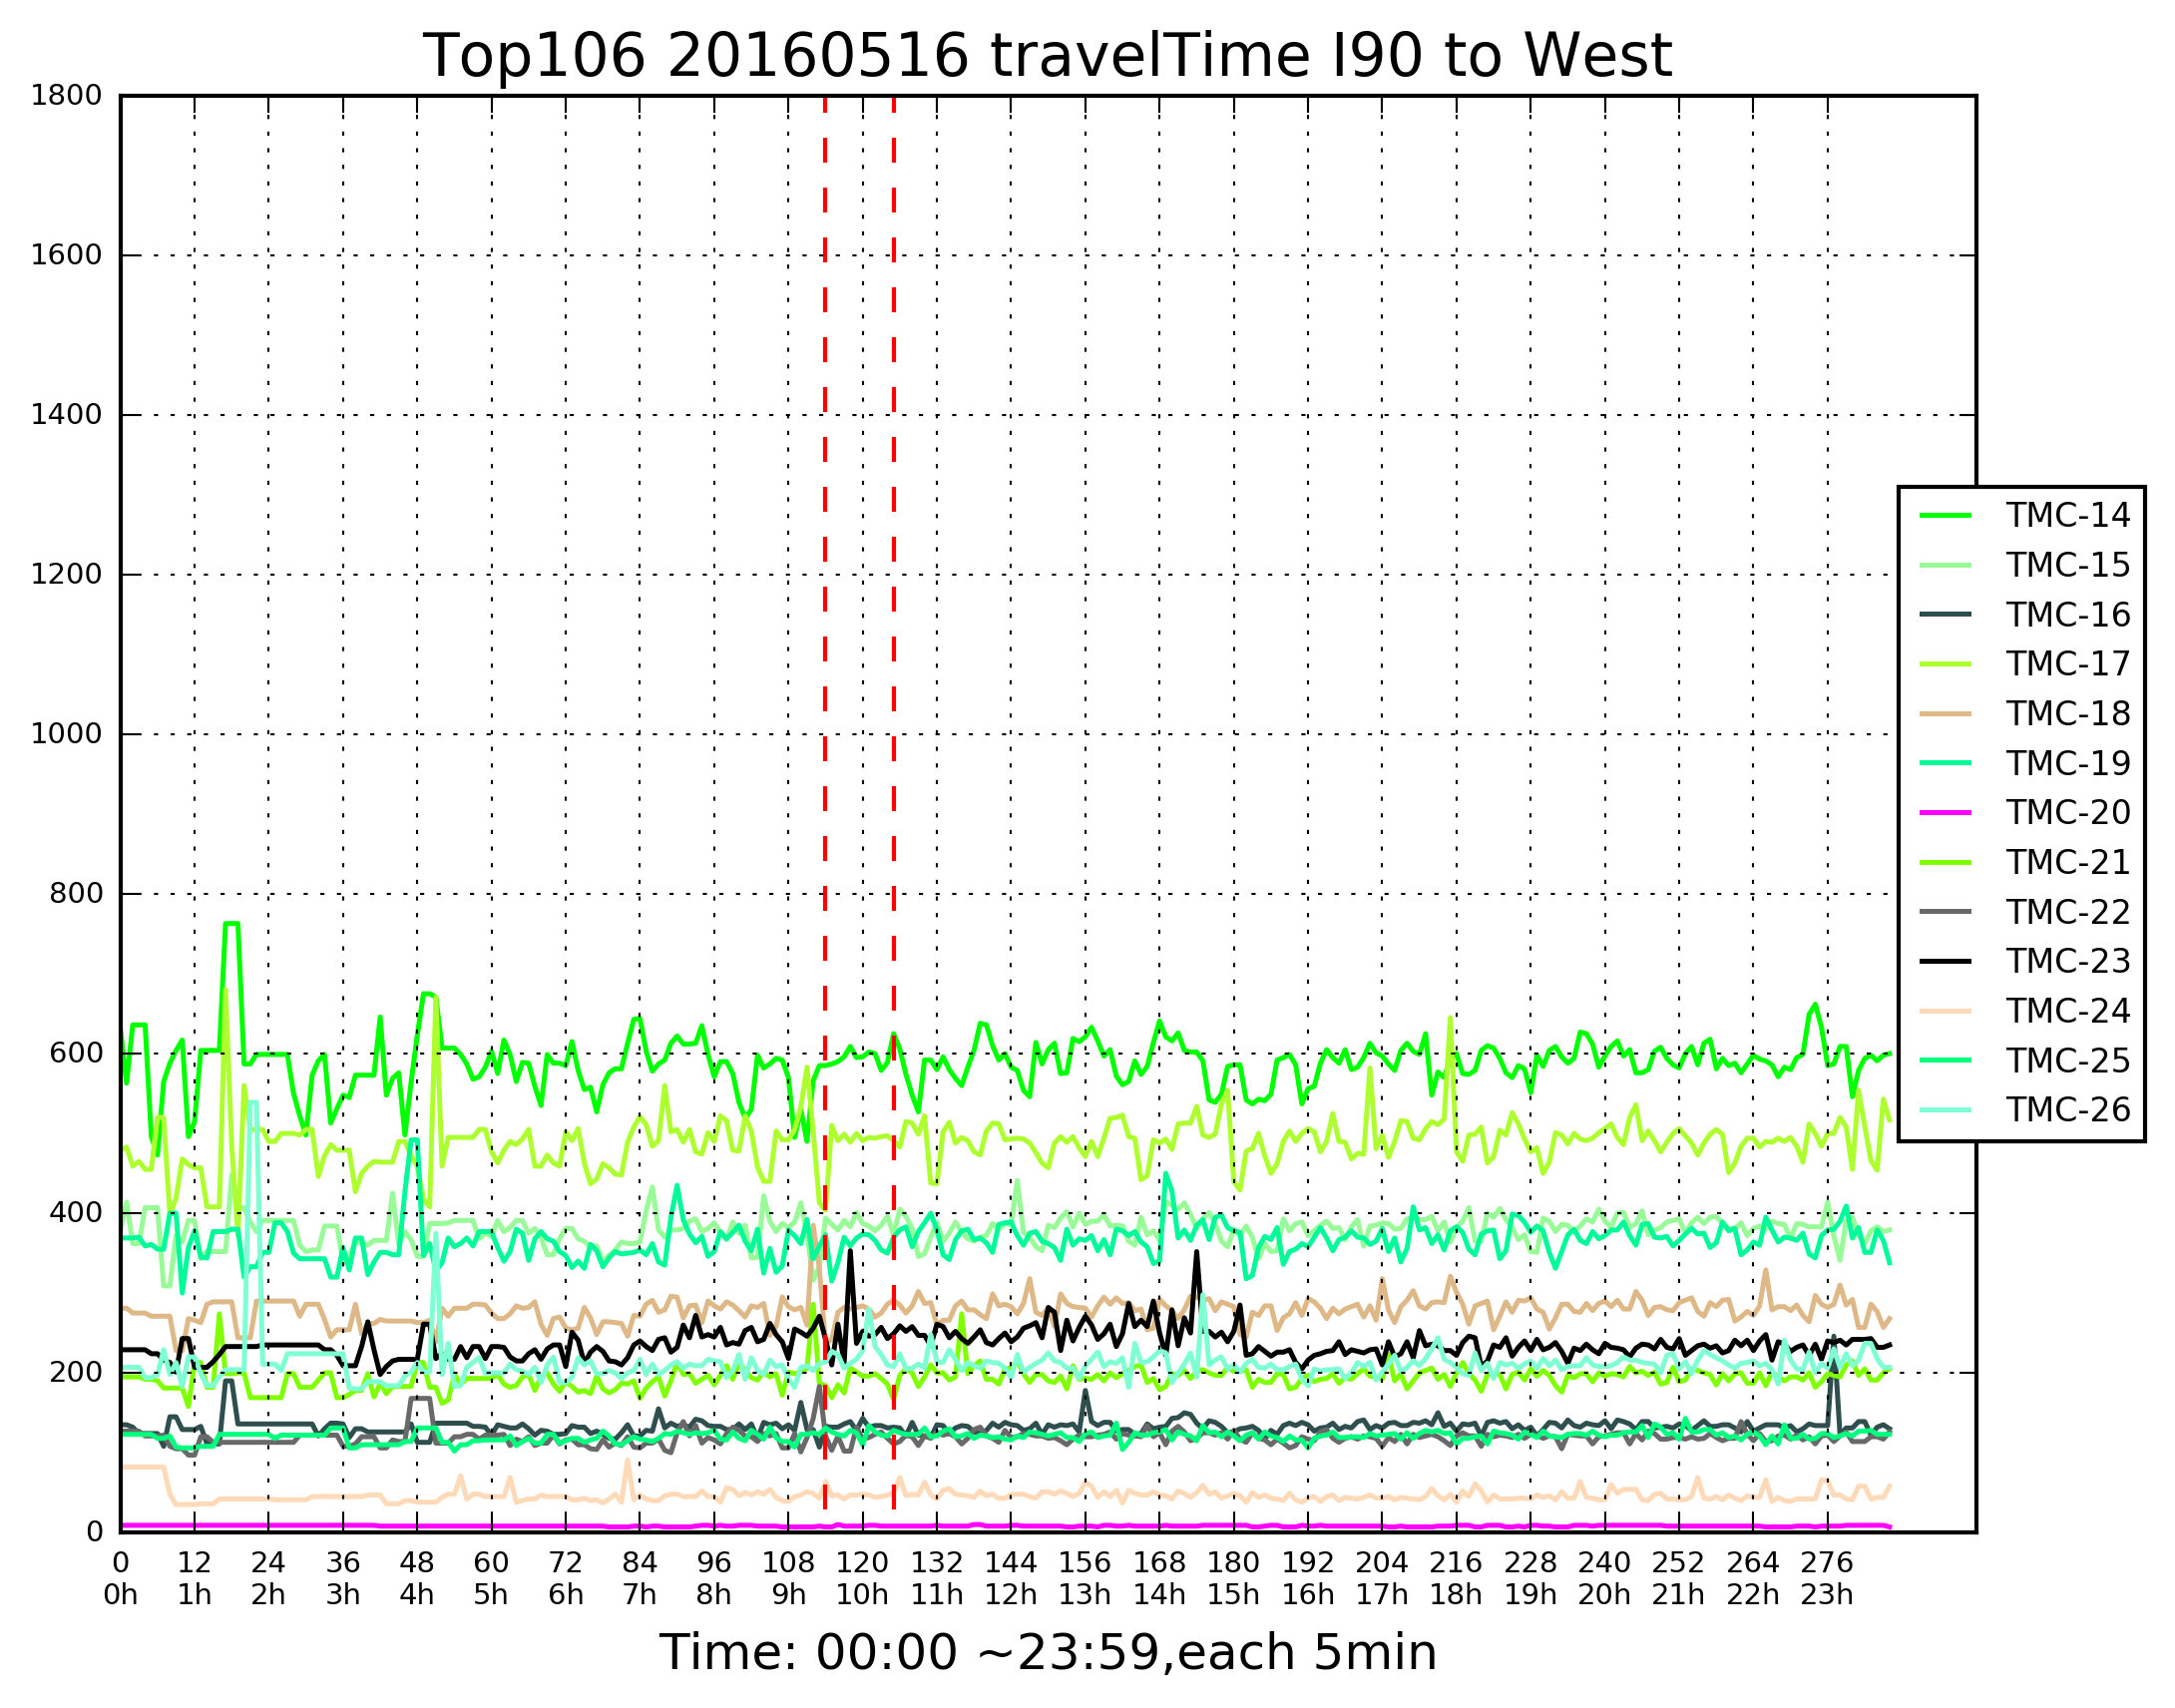 Top106 20160516 travelTime I90 to West
1800
1600
1400
1200
1000
800
600
400
200
0
TMC-14
TMC-15
TMC-16
TMC-17
TMC-18
TMC-19
TMC-20
TMC-21
TMC-22
TMC-23
TMC-24
TMC-25
TMC-26
0 12 24 36 48 60 72 84 96 108 120 132 144 156 168 180 192 204 216 228 240 252 264 276
0h 1h 2h 3h 4h 5h 6h 7h 8h 9h 10h 11h 12h 13h 14h 15h 16h 17h 18h 19h 20h 21h 22h 23h
Time: 00:00 ~23:59,each 5min